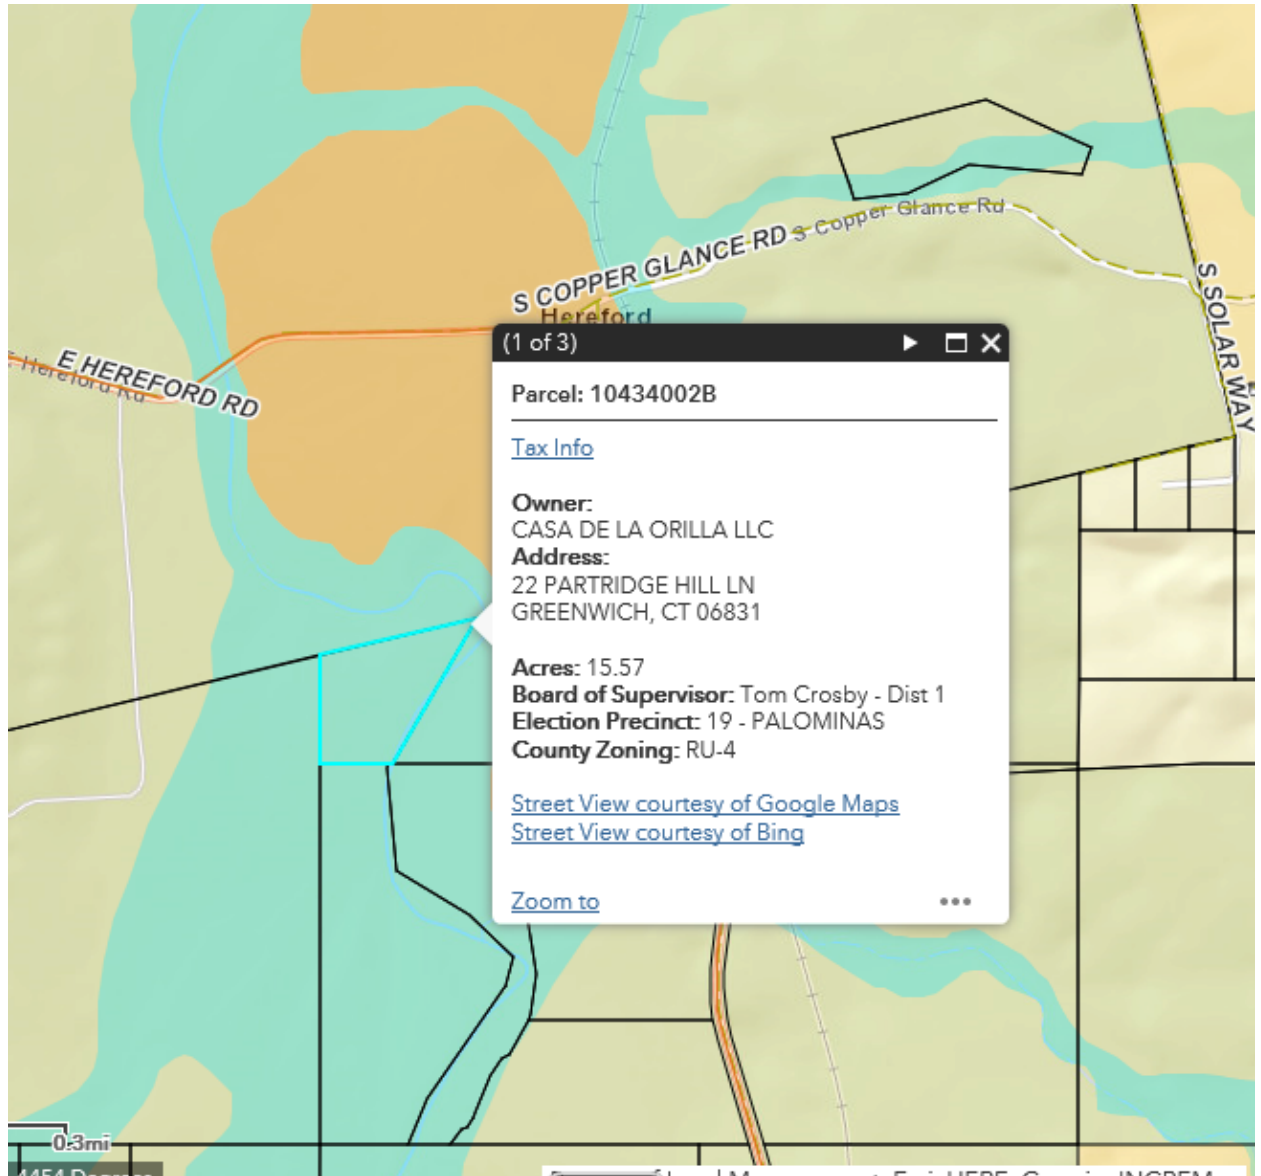 S Copper Glance Rd
S COPPER GLANCE RD
Hereford
S SOLAR WAY
E HEREFORD RD
Hereford Rd
(1 of 3)
Parcel: 10434002B
Tax Info
Owner:
CASA DE LA ORILLA LLC
Address:
22 PARTRIDGE HILL LN
GREENWICH, CT 06831
Acres: 15.57
Board of Supervisor: Tom Crosby - Dist 1
Election Precinct: 19 - PALOMINAS
County Zoning: RU-4
Street View courtesy of Google Maps
Street View courtesy of Bing
Zoom to
0.3mi